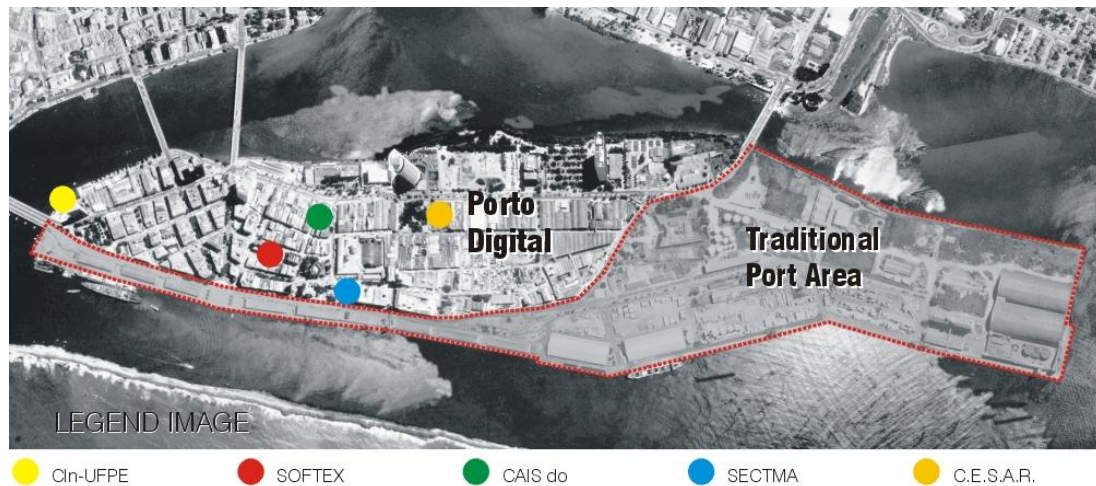 Porto
Digital
Traditional
Port Area
LEGEND IMAGE
CIn-UFPE
SOFTEX
CAIS do
SECTMA
C.E.S.A.R.